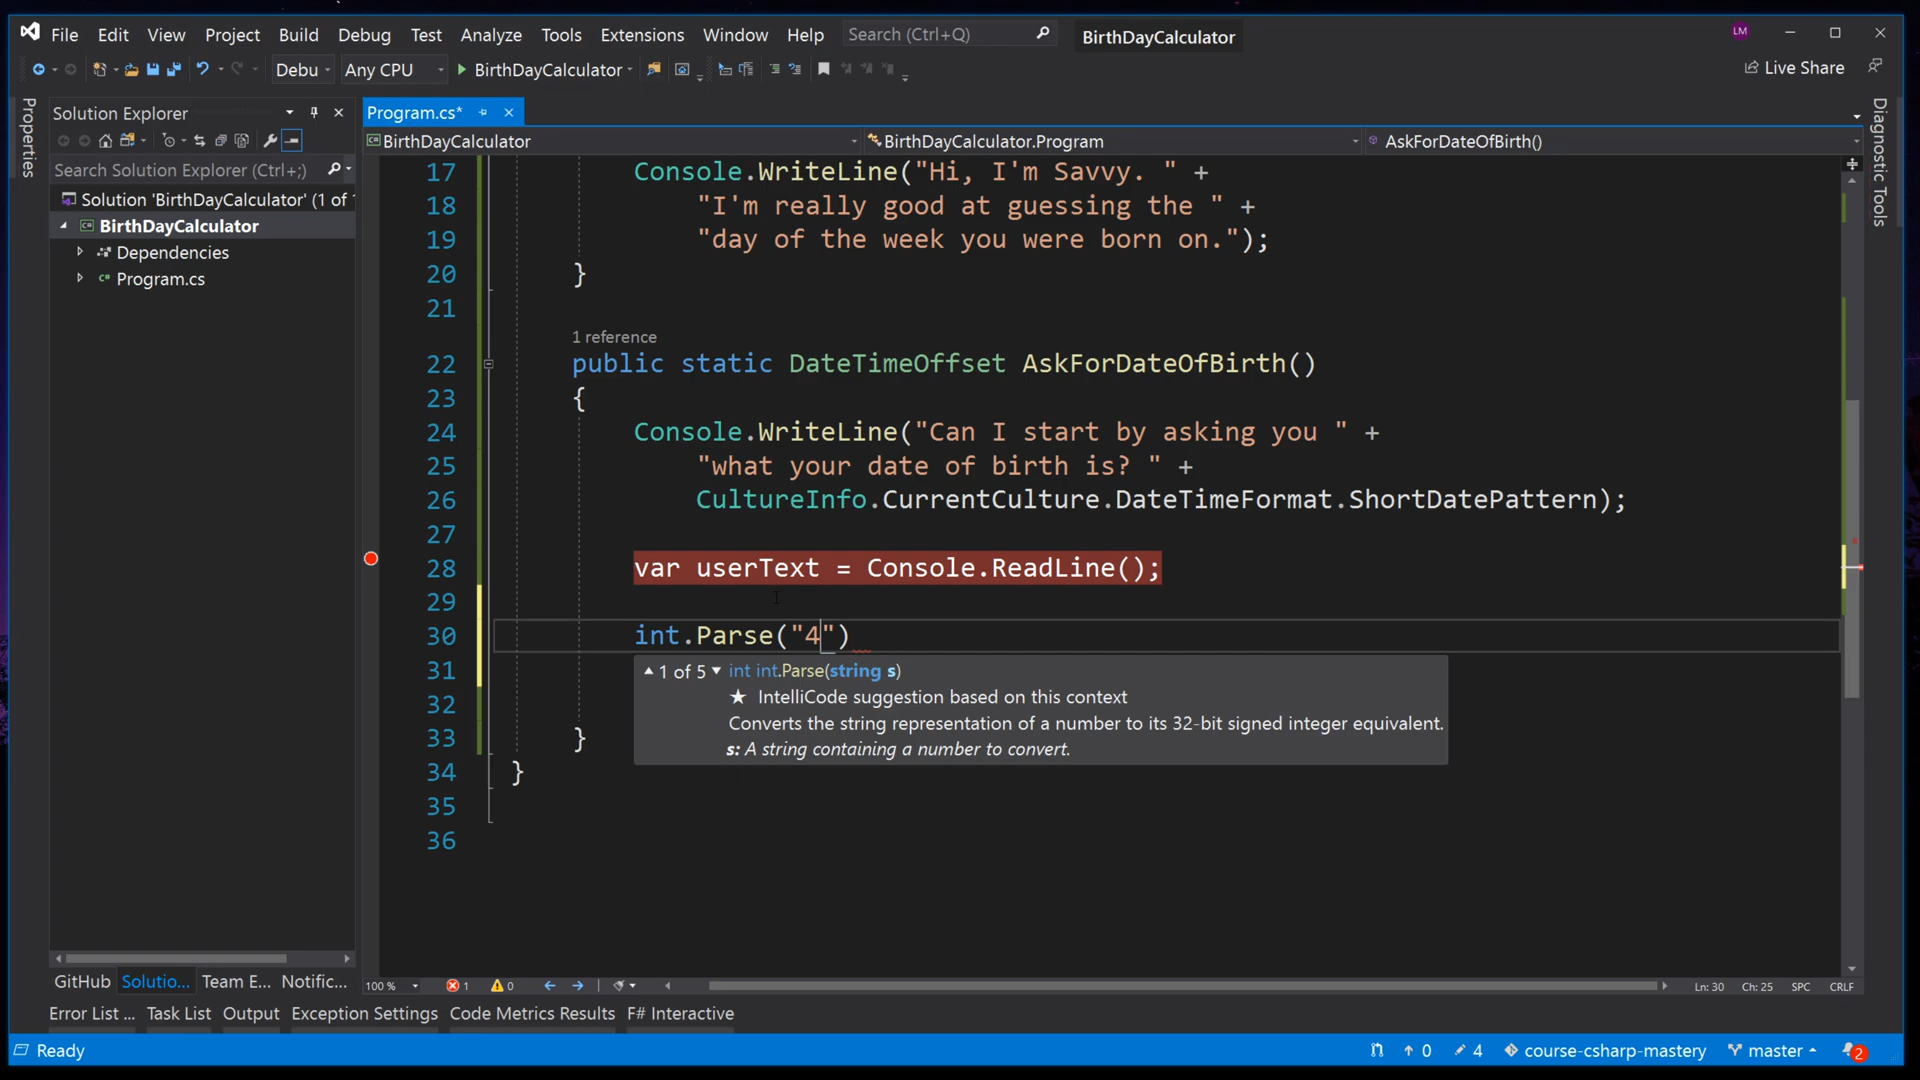 File Edit View Project Build Debug Test Analyze Tools Extensions Window Help Search (Ctrl+Q) BirthDayCalculator LM
Debu Any CPU BirthDayCalculator Live Share
Properties
Solution Explorer
Search Solution Explorer (Ctrl+;)
Solution 'BirthDayCalculator' (1 of 1
BirthDayCalculator
Dependencies
Program.cs
Program.cs*
BirthDayCalculator BirthDayCalculator.Program AskForDateOfBirth()
17 Console.WriteLine("Hi, I'm Savvy. " +
18 "I'm really good at guessing the " +
19 "day of the week you were born on.");
20 }
21
1 reference
22 public static DateTimeOffset AskForDateOfBirth()
23 {
24 Console.WriteLine("Can I start by asking you " +
25 "what your date of birth is? " +
26 CultureInfo.CurrentCulture.DateTimeFormat.ShortDatePattern);
27
28 var userText = Console.ReadLine();
29
30 int.Parse("4")
31 1 of 5 int int.Parse(string s)
★ IntelliCode suggestion based on this context
32 Converts the string representation of a number to its 32-bit signed integer equivalent.
33 } s: A string containing a number to convert.
34 }
35
36
Diagnostic Tools
GitHub Solutio... Team E... Notific...
100 % 1 0 Ln: 30 Ch: 25 SPC CRLF
Error List ... Task List Output Exception Settings Code Metrics Results F# Interactive
Ready 0 4 course-csharp-mastery master 2